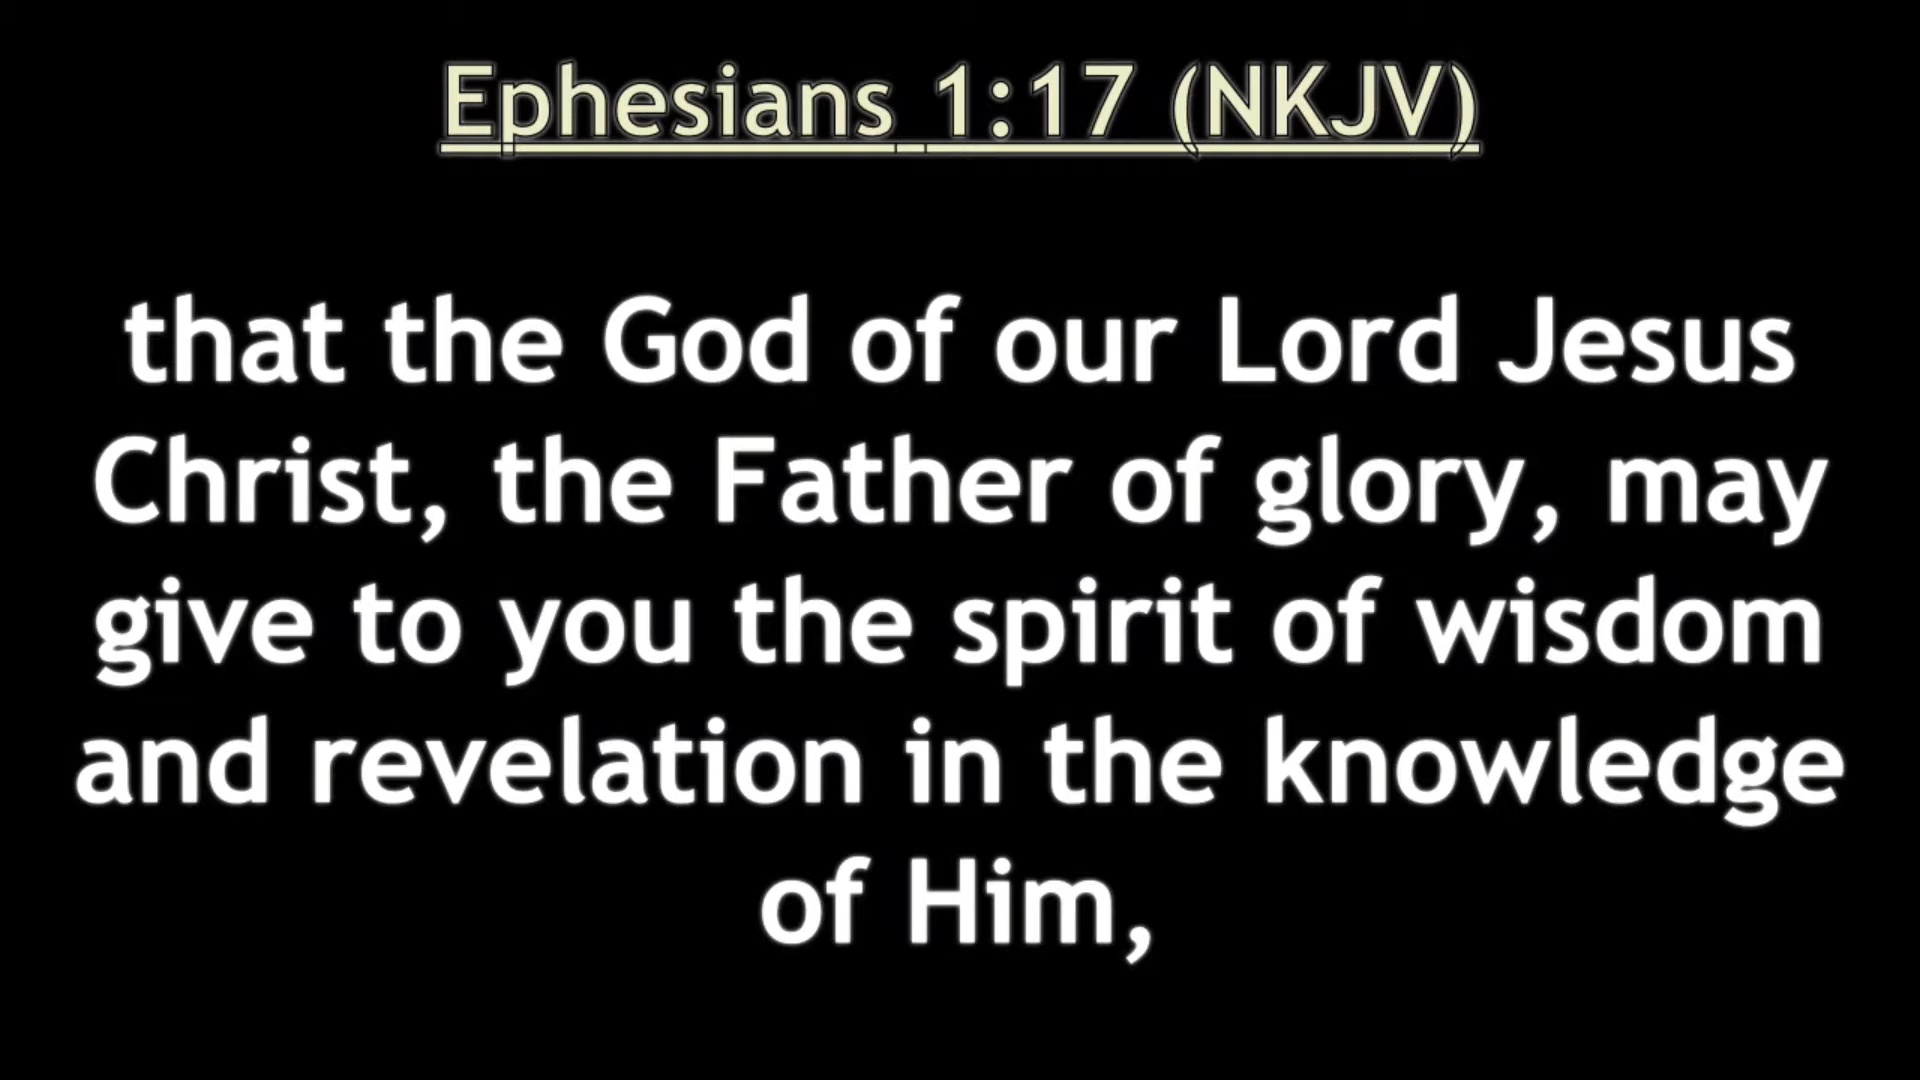 Ephesians 1:17 (NKJV)
that the God of our Lord Jesus
Christ, the Father of glory, may
give to you the spirit of wisdom
and revelation in the knowledge
of Him,